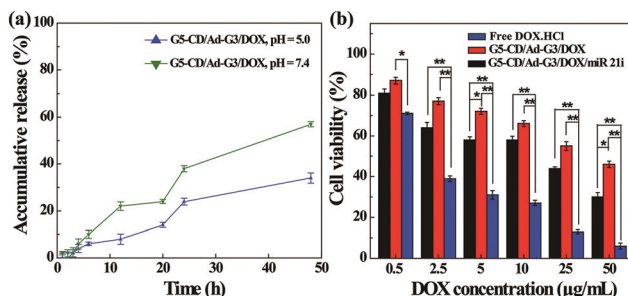 (a)
G5-CD/Ad-G3/DOX, pH = 5.0
G5-CD/Ad-G3/DOX, pH = 7.4
Accumulative release (%)
80
60
40
20
0
0 10 20 30 40 50
Time (h)
(b)
Free DOX.HCl
G5-CD/Ad-G3/DOX
G5-CD/Ad-G3/DOX/miR 21i
Cell viability (%)
120
100
80
60
40
20
0
* ** ** ** * ** ** ** ** ** ** * **
0.5 2.5 5 10 25 50
DOX concentration (μg/mL)